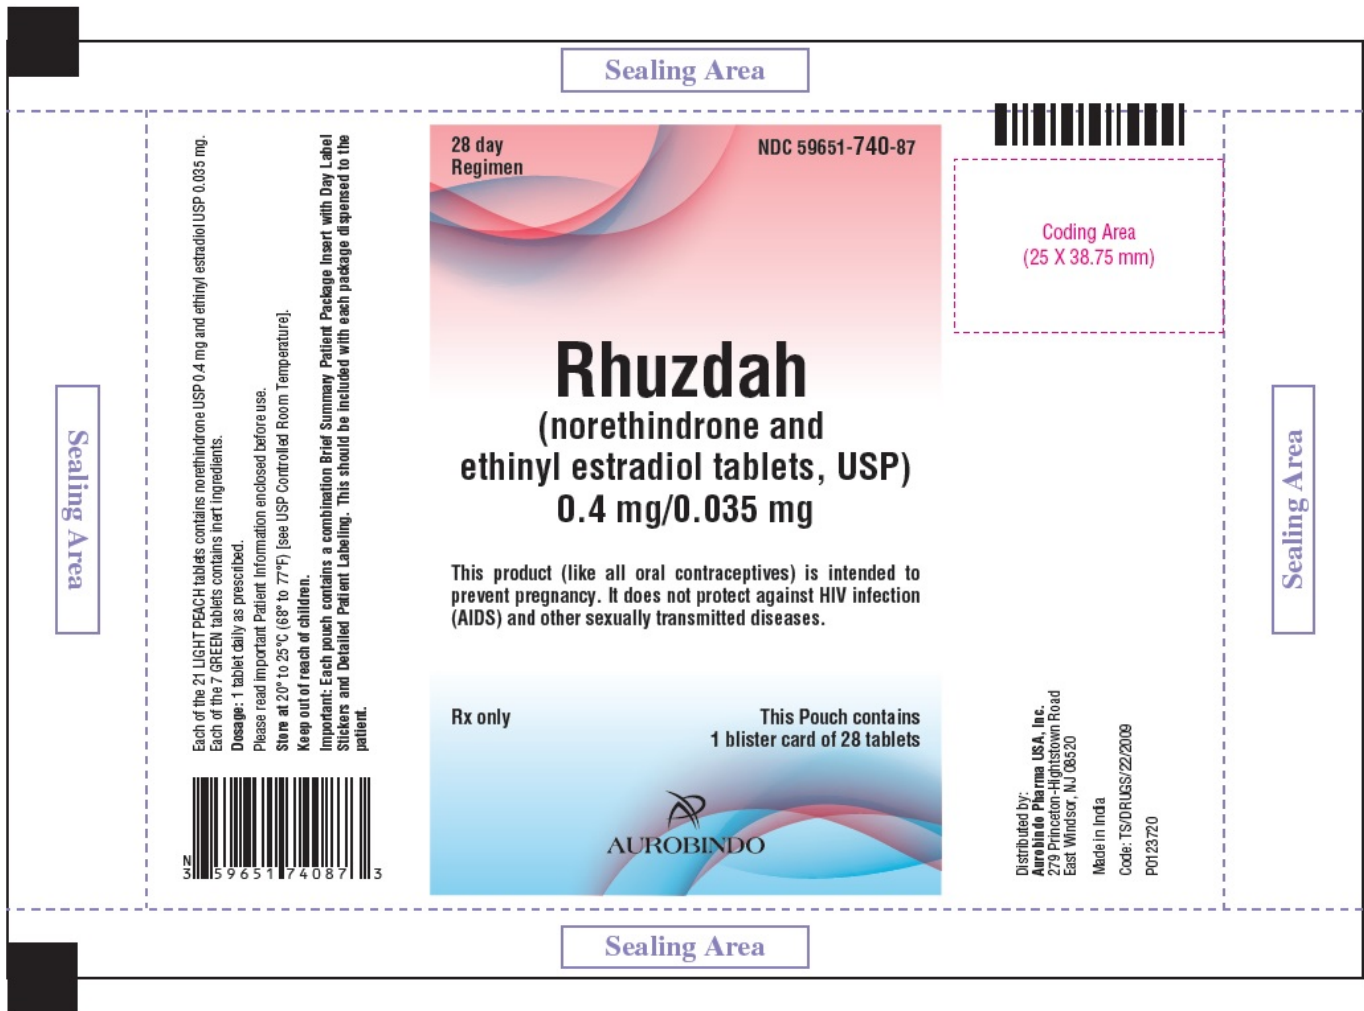 Sealing Area
28 day
Regimen
NDC 59651-740-87
Coding Area
(25 X 38.75 mm)
Rhuzdah
(norethindrone and
ethinyl estradiol tablets, USP)
0.4 mg/0.035 mg
This product (like all oral contraceptives) is intended to
prevent pregnancy. It does not protect against HIV infection
(AIDS) and other sexually transmitted diseases.
Rx only
This Pouch contains
1 blister card of 28 tablets
AUROBINDO
Sealing Area
Each of the 21 LIGHT PEACH tablets contains norethindrone USP 0.4 mg and ethinyl estradiol USP 0.035 mg.
Each of the 7 GREEN tablets contains inert ingredients.
Dosage: 1 tablet daily as prescribed.
Please read important Patient Information enclosed before use.
Store at 20° to 25°C (68° to 77°F) [see USP Controlled Room Temperature].
Keep out of reach of children.
Important: Each pouch contains a combination Brief Summary Patient Package Insert with Day Label
Stickers and Detailed Patient Labeling. This should be included with each package dispensed to the
patient.
N
3 59651 74087 3
Distributed by:
Aurobindo Pharma USA, Inc.
279 Princeton-Hightstown Road
East Windsor, NJ 08520
Made in India
Code: TS/DRUGS/22/2009
P0123720
Sealing Area
Sealing Area